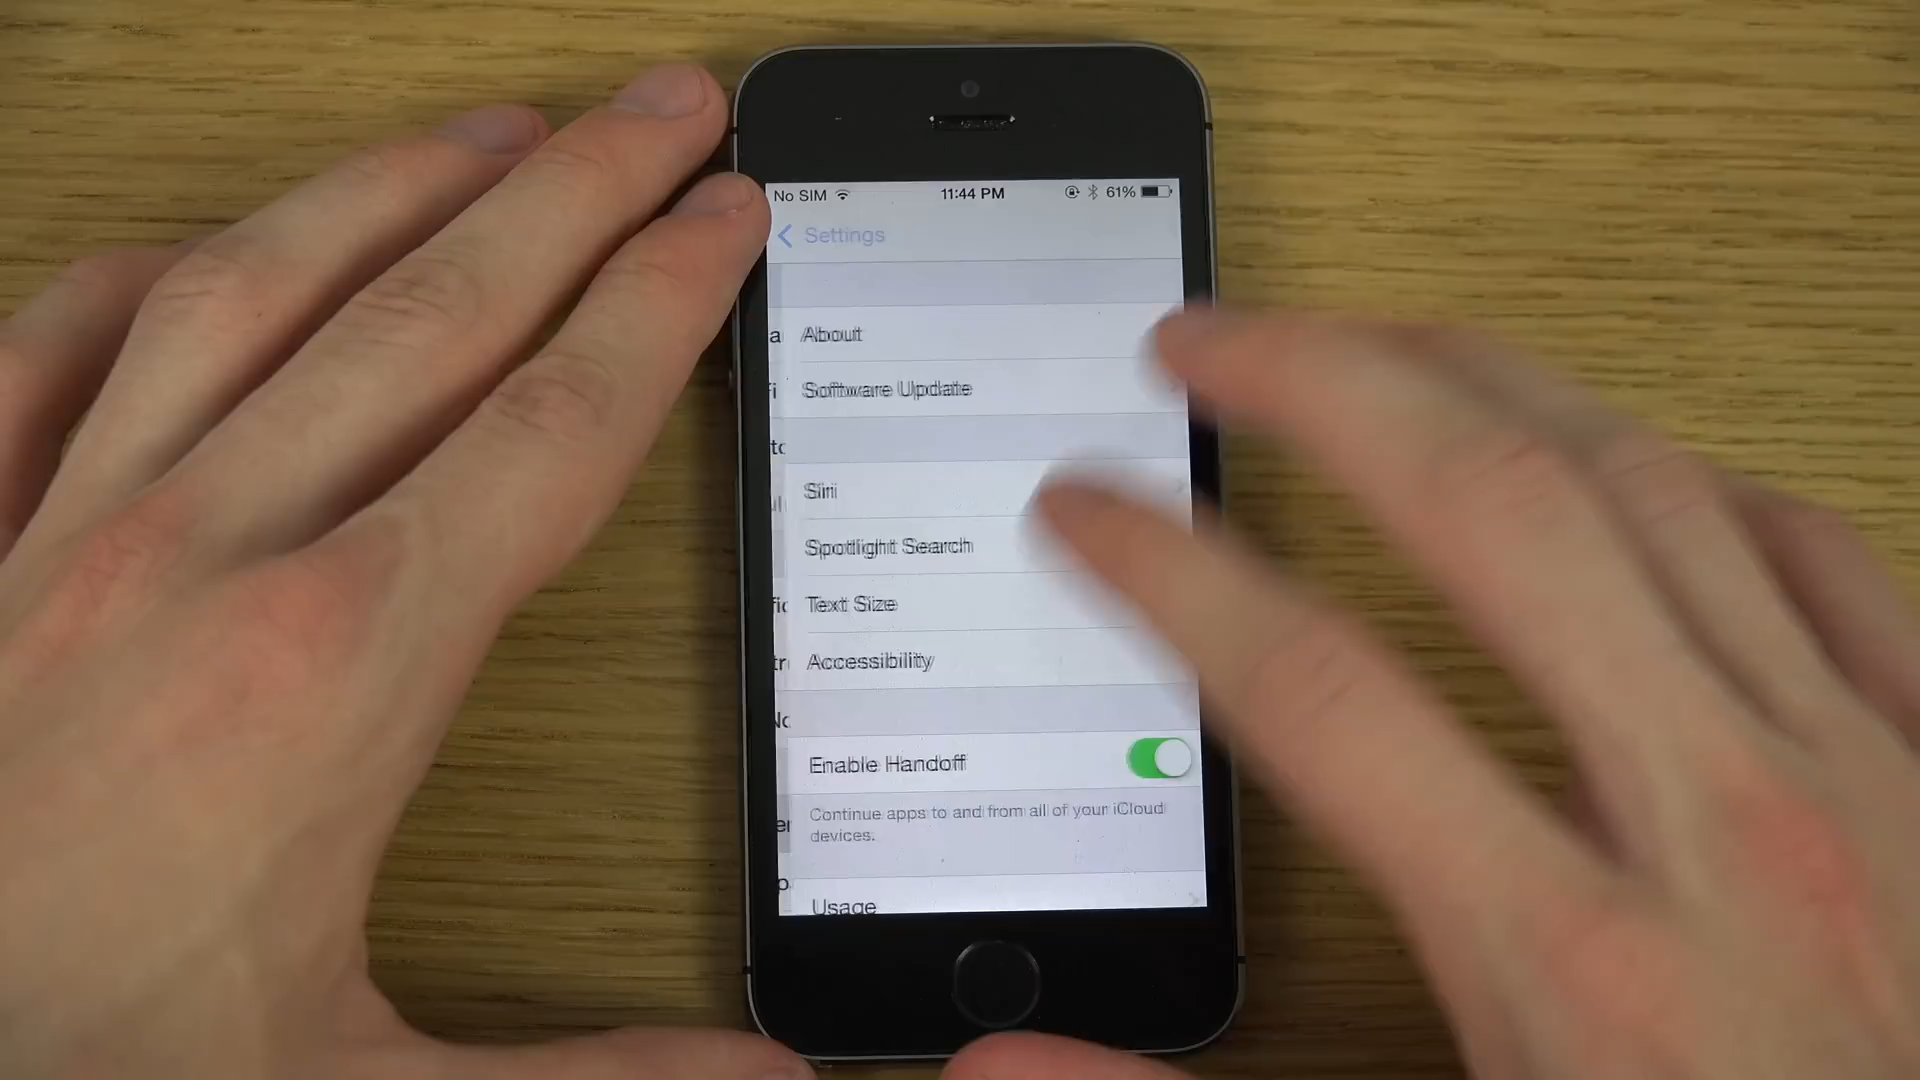 No SIM 11:44 PM 61%
Settings
About
Software Update
Siri
Spotlight Search
Text Size
Accessibility
Enable Handoff
Continue apps to and from all of your iCloud
devices.
Usage